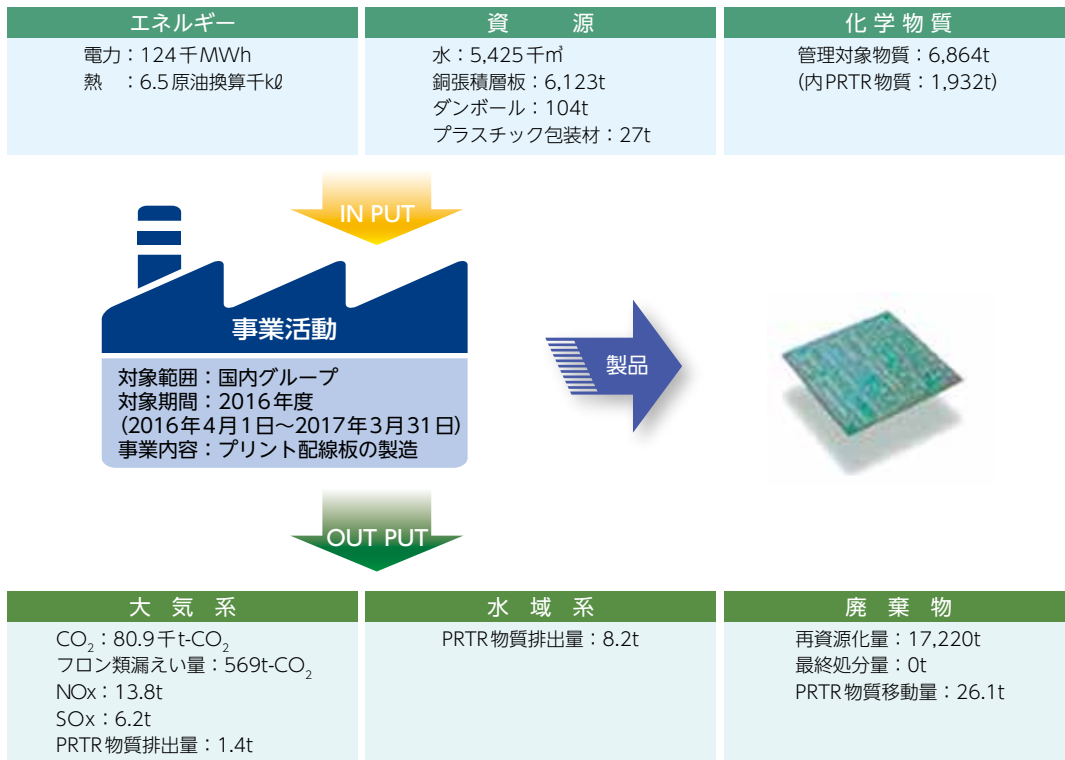 エネルギー
電力：124千MWh
熱　：6.5原油換算千㎘
資　源
水：5,425千㎥
銅張積層板：6,123t
ダンボール：104t
プラスチック包装材：27t
化学物質
管理対象物質：6,864t
(内PRTR物質：1,932t)
IN PUT
事業活動
対象範囲：国内グループ
対象期間：2016年度
（2016年4月1日～2017年3月31日）
事業内容：プリント配線板の製造
製品
OUT PUT
大 気 系
CO₂：80.9千t-CO₂
フロン類漏えい量：569t-CO₂
NOx：13.8t
SOx：6.2t
PRTR物質排出量：1.4t
水 域 系
PRTR物質排出量：8.2t
廃 棄 物
再資源化量：17,220t
最終処分量：0t
PRTR物質移動量：26.1t